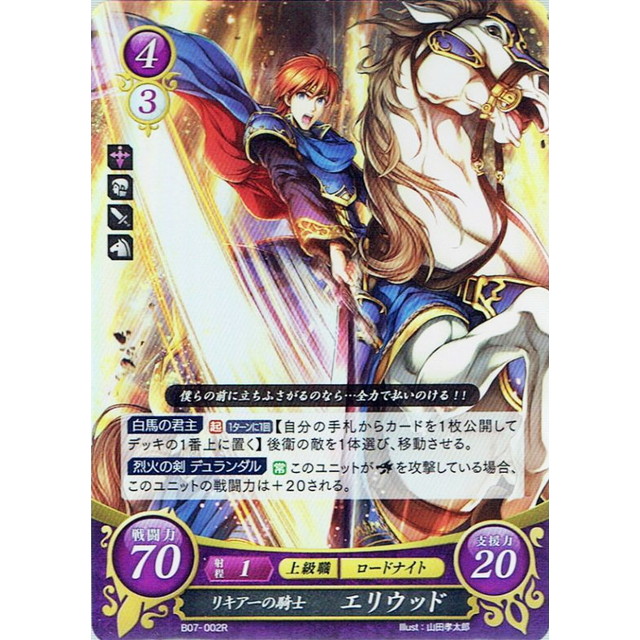 4
3
僕らの前に立ちふさがるのなら…全力で払いのける!!
白馬の君主 起 1ターンに1回【自分の手札からカードを1枚公開して
デッキの1番上に置く】後衛の敵を1体選び、移動させる。
烈火の剣 デュランダル 常 このユニットが を攻撃している場合、
このユニットの戦闘力は+20される。
戦闘力
70
射程 1 上級職 ロードナイト
支援力
20
リキアーの騎士 エリウッド
B07-002R
Illust:山田孝太郎